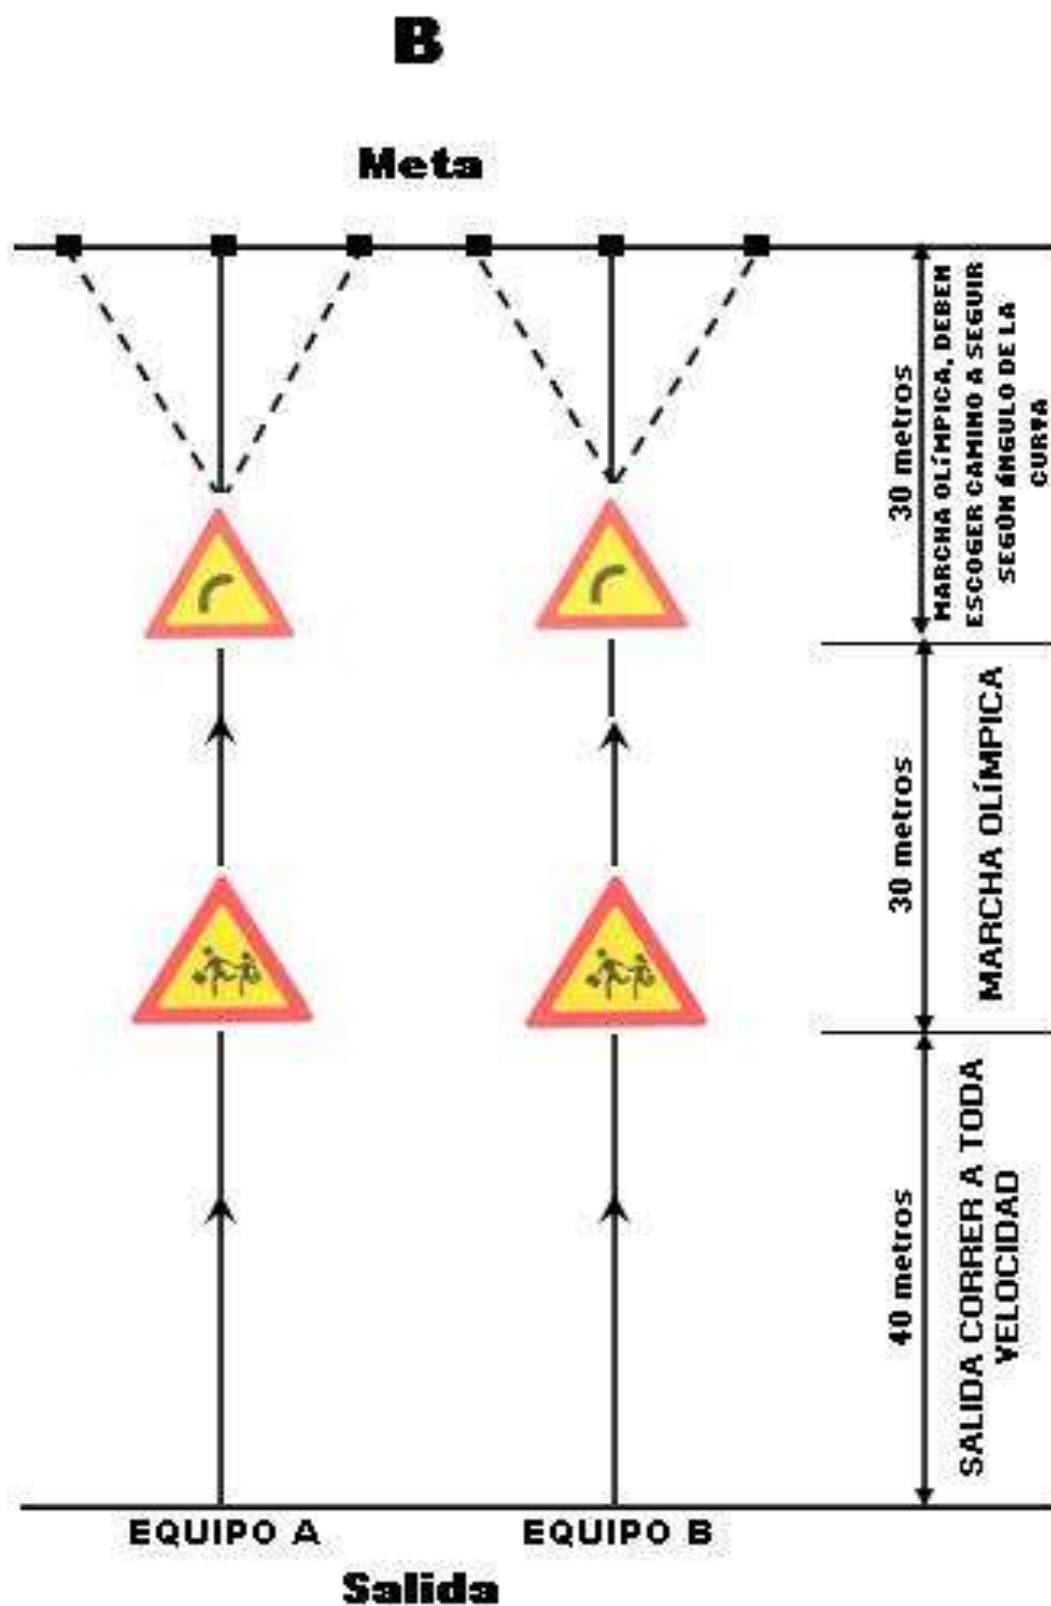 B
Meta
30 metros
MARCHA OLÍMPICA, DEBEN
ESCOGER CAMINO A SEGUIR
SEGÚN ÁNGULO DE LA
CURVA
30 metros
MARCHA OLÍMPICA
40 metros
SALIDA CORRER A TODA
VELOCIDAD
EQUIPO A
EQUIPO B
Salida